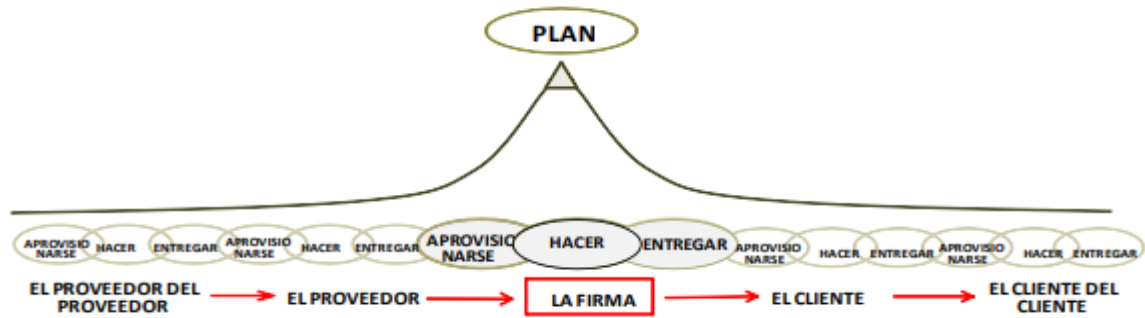 PLAN
APROVISIO
NARSE
HACER
ENTREGAR
APROVISIO
NARSE
HACER
ENTREGAR
APROVISIO
NARSE
HACER
ENTREGAR
APROVISIO
NARSE
HACER
ENTREGAR
APROVISIO
NARSE
HACER
ENTREGAR
EL PROVEEDOR DEL
PROVEEDOR
EL PROVEEDOR
LA FIRMA
EL CLIENTE
EL CLIENTE DEL
CLIENTE